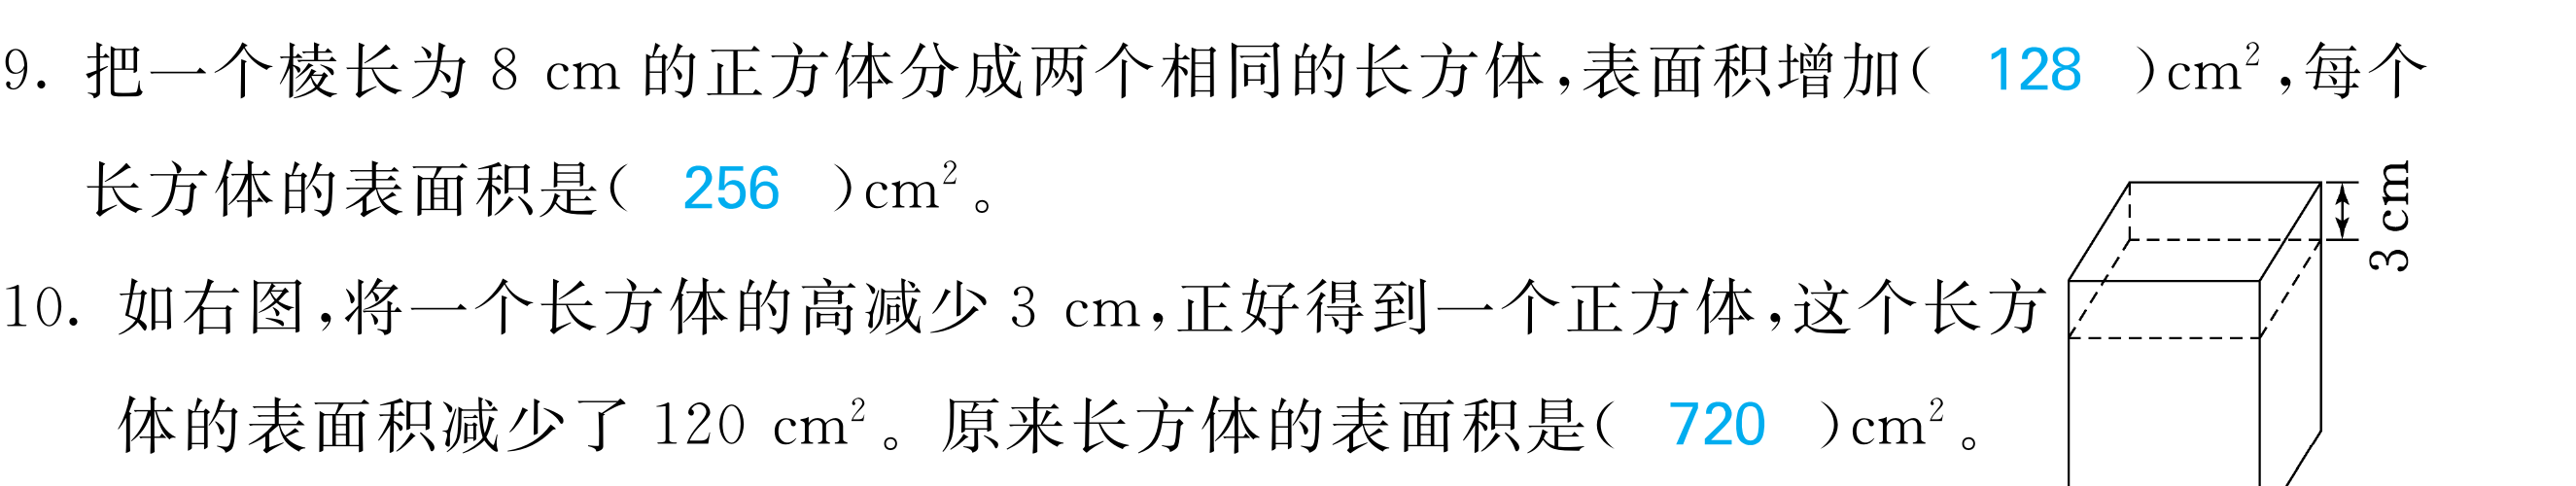 9. 把一个棱长为 8 cm 的正方体分成两个相同的长方体,表面积增加( 128 )cm²,每个
长方体的表面积是( 256 )cm²。
3 cm
10. 如右图,将一个长方体的高减少 3 cm,正好得到一个正方体,这个长方
体的表面积减少了 120 cm²。原来长方体的表面积是( 720 )cm²。